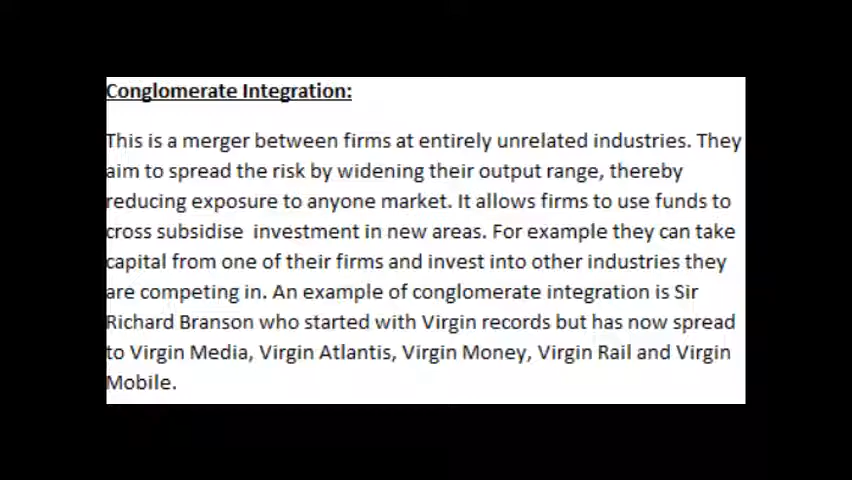 Conglomerate Integration:
This is a merger between firms at entirely unrelated industries. They
aim to spread the risk by widening their output range, thereby
reducing exposure to anyone market. It allows firms to use funds to
cross subsidise  investment in new areas. For example they can take
capital from one of their firms and invest into other industries they
are competing in. An example of conglomerate integration is Sir
Richard Branson who started with Virgin records but has now spread
to Virgin Media, Virgin Atlantis, Virgin Money, Virgin Rail and Virgin
Mobile.